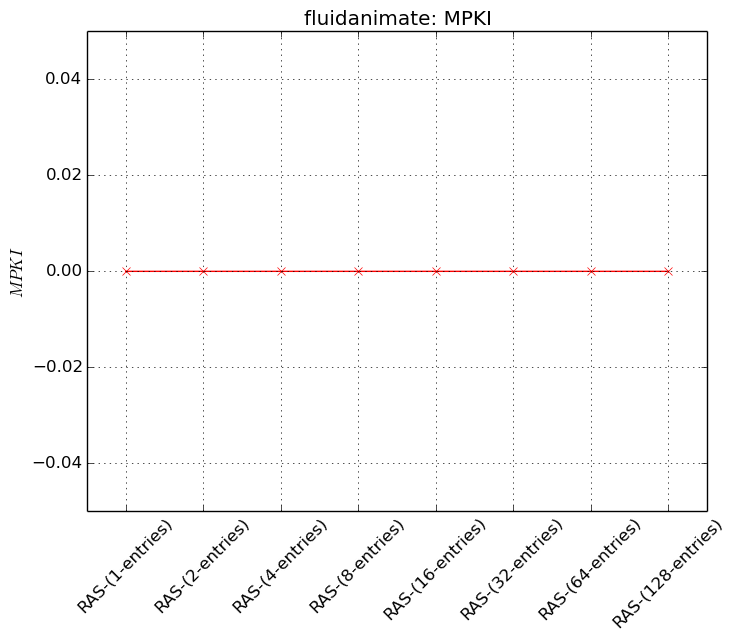 fluidanimate: MPKI
0.04
0.02
0.00
−0.02
−0.04
MPKI
RAS-(1-entries)
RAS-(2-entries)
RAS-(4-entries)
RAS-(8-entries)
RAS-(16-entries)
RAS-(32-entries)
RAS-(64-entries)
RAS-(128-entries)